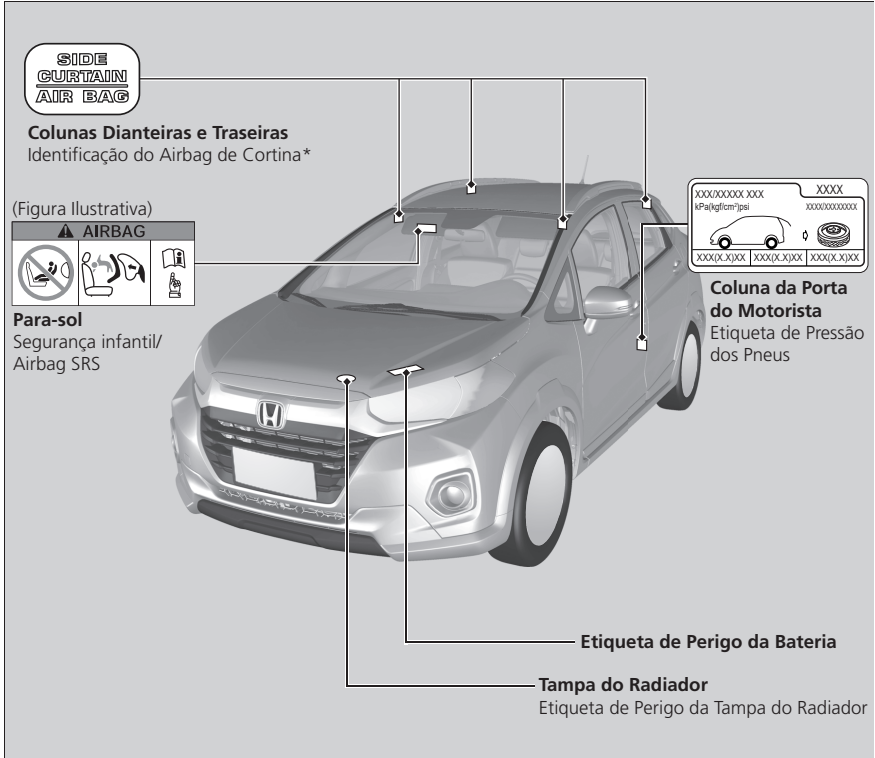 SIDE
CURTAIN
AIR BAG
Colunas Dianteiras e Traseiras
Identificação do Airbag de Cortina*
(Figura Ilustrativa)
AIRBAG
Para-sol
Segurança infantil/
Airbag SRS
XXX/XXXXX XXX
XXXX
kPa(kgf/cm²)psi
XXXX/XXXXXXXX
XXX(X.X)XX XXX(X.X)XX XXX(X.X)XX
Coluna da Porta
do Motorista
Etiqueta de Pressão
dos Pneus
Etiqueta de Perigo da Bateria
Tampa do Radiador
Etiqueta de Perigo da Tampa do Radiador